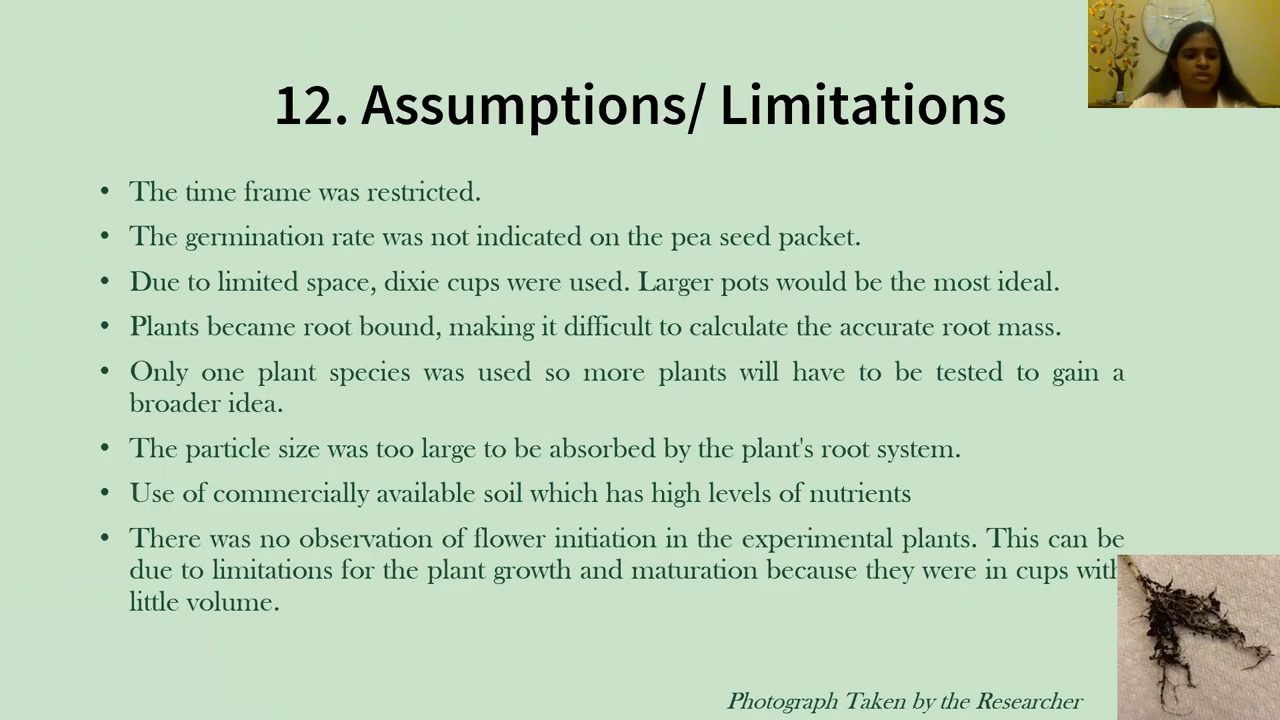 12. Assumptions/ Limitations
• The time frame was restricted.
• The germination rate was not indicated on the pea seed packet.
• Due to limited space, dixie cups were used. Larger pots would be the most ideal.
• Plants became root bound, making it difficult to calculate the accurate root mass.
• Only one plant species was used so more plants will have to be tested to gain a
broader idea.
• The particle size was too large to be absorbed by the plant's root system.
• Use of commercially available soil which has high levels of nutrients
• There was no observation of flower initiation in the experimental plants. This can be
due to limitations for the plant growth and maturation because they were in cups with
little volume.
Photograph Taken by the Researcher